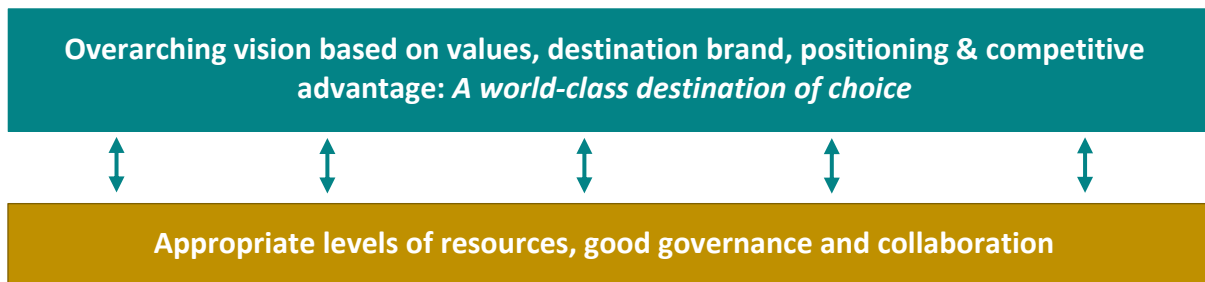 Overarching vision based on values, destination brand, positioning & competitive
advantage: A world-class destination of choice
Appropriate levels of resources, good governance and collaboration